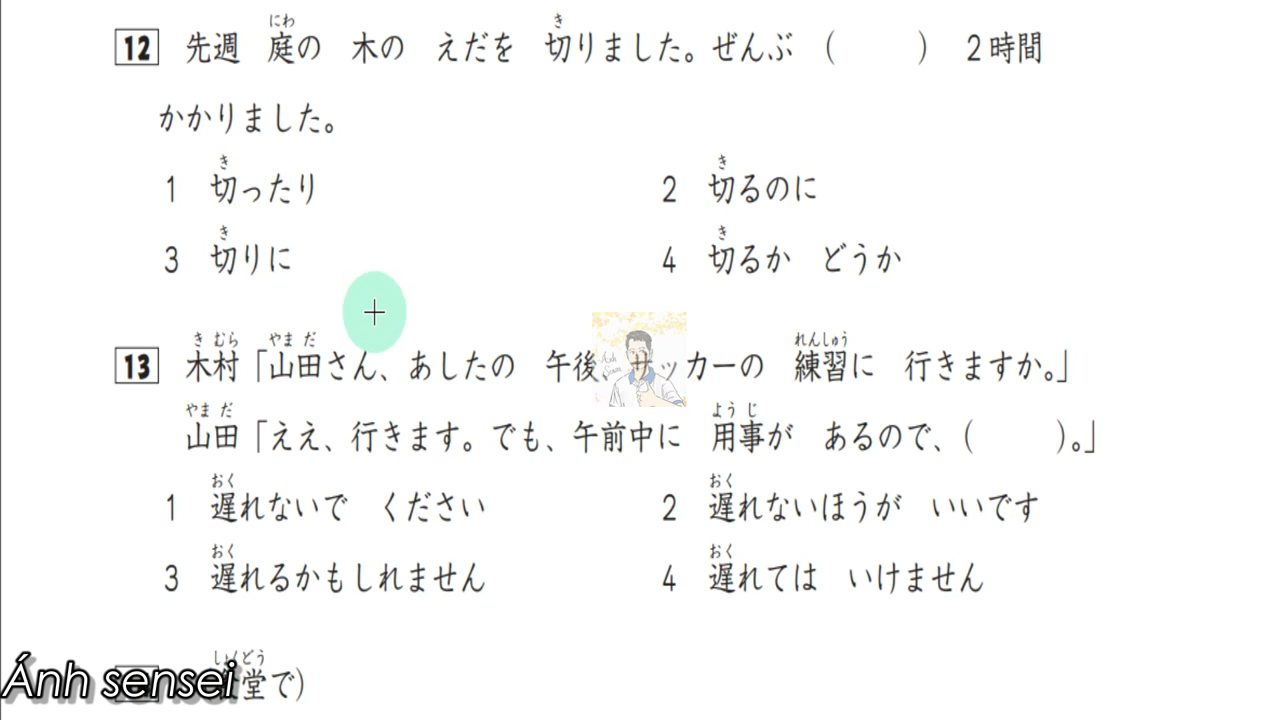 12 先週 庭の 木の えだを 切りました。ぜんぶ ( ) 2時間
かかりました。
1 切ったり 2 切るのに
3 切りに 4 切るか どうか
13 木村「山田さん、あしたの 午後、サッカーの 練習に 行きますか。」
山田「ええ、行きます。でも、午前中に 用事が あるので、( )。」
1 遅れないで ください 2 遅れないほうが いいです
3 遅れるかもしれません 4 遅れては いけません
堂で)
Ánh sensei